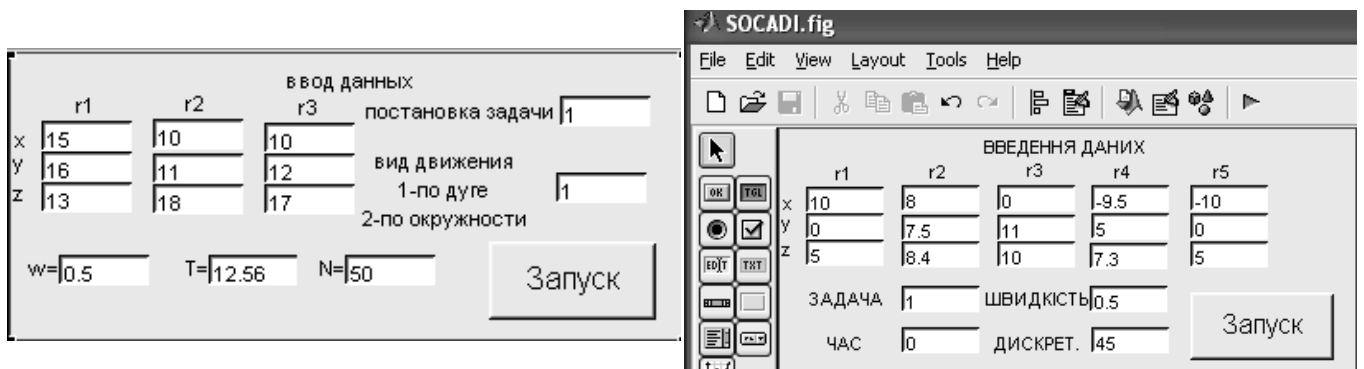 ввод данных
r1 r2 r3
постановка задачи 1
x 15 10 10
y 16 11 12
z 13 18 17
вид движения
1-по дуге
2-по окружности
1
w= 0.5 T= 12.56 N= 50
Запуск
SOCADI.fig
File Edit View Layout Tools Help
ВВЕДЕННЯ ДАНИХ
r1 r2 r3 r4 r5
x 10 8 0 -9.5 -10
y 0 7.5 11 5 0
z 5 8.4 10 7.3 5
OK TGL
EDIT TXT
ЗАДАЧА 1 ШВИДКІСТЬ 0.5
ЧАС 0 ДИСКРЕТ. 45
Запуск